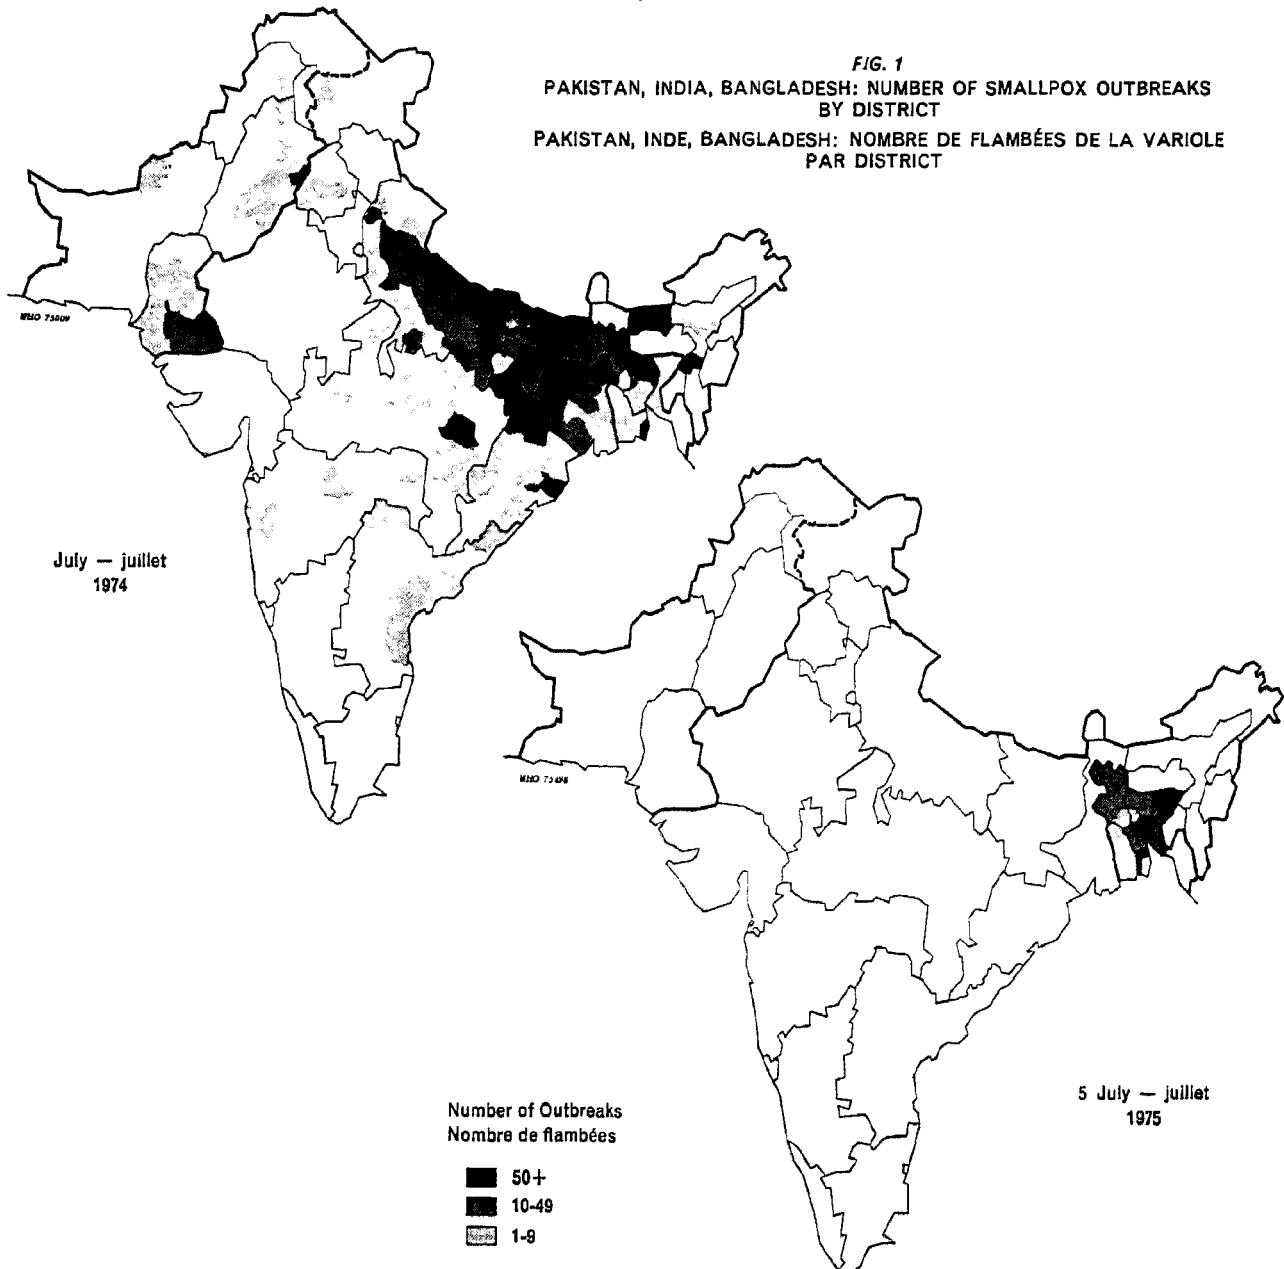 FIG. 1
PAKISTAN, INDIA, BANGLADESH: NUMBER OF SMALLPOX OUTBREAKS
BY DISTRICT
PAKISTAN, INDE, BANGLADESH: NOMBRE DE FLAMBÉES DE LA VARIOLE
PAR DISTRICT
WHO
July — juillet
1974
WHO
5 July — juillet
1975
Number of Outbreaks
Nombre de flambées
50+
10-49
1-9